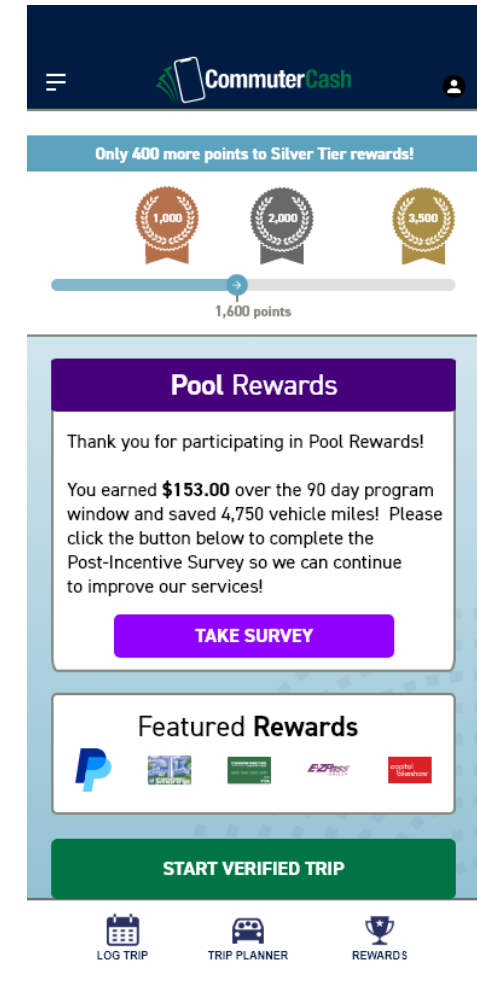 CommuterCash
Only 400 more points to Silver Tier rewards!
1,000
2,000
3,500
1,600 points
Pool Rewards
Thank you for participating in Pool Rewards!
You earned $153.00 over the 90 day program
window and saved 4,750 vehicle miles! Please
click the button below to complete the
Post-Incentive Survey so we can continue
to improve our services!
TAKE SURVEY
Featured Rewards
E-ZPass
capital
bikeshare
START VERIFIED TRIP
LOG TRIP
TRIP PLANNER
REWARDS